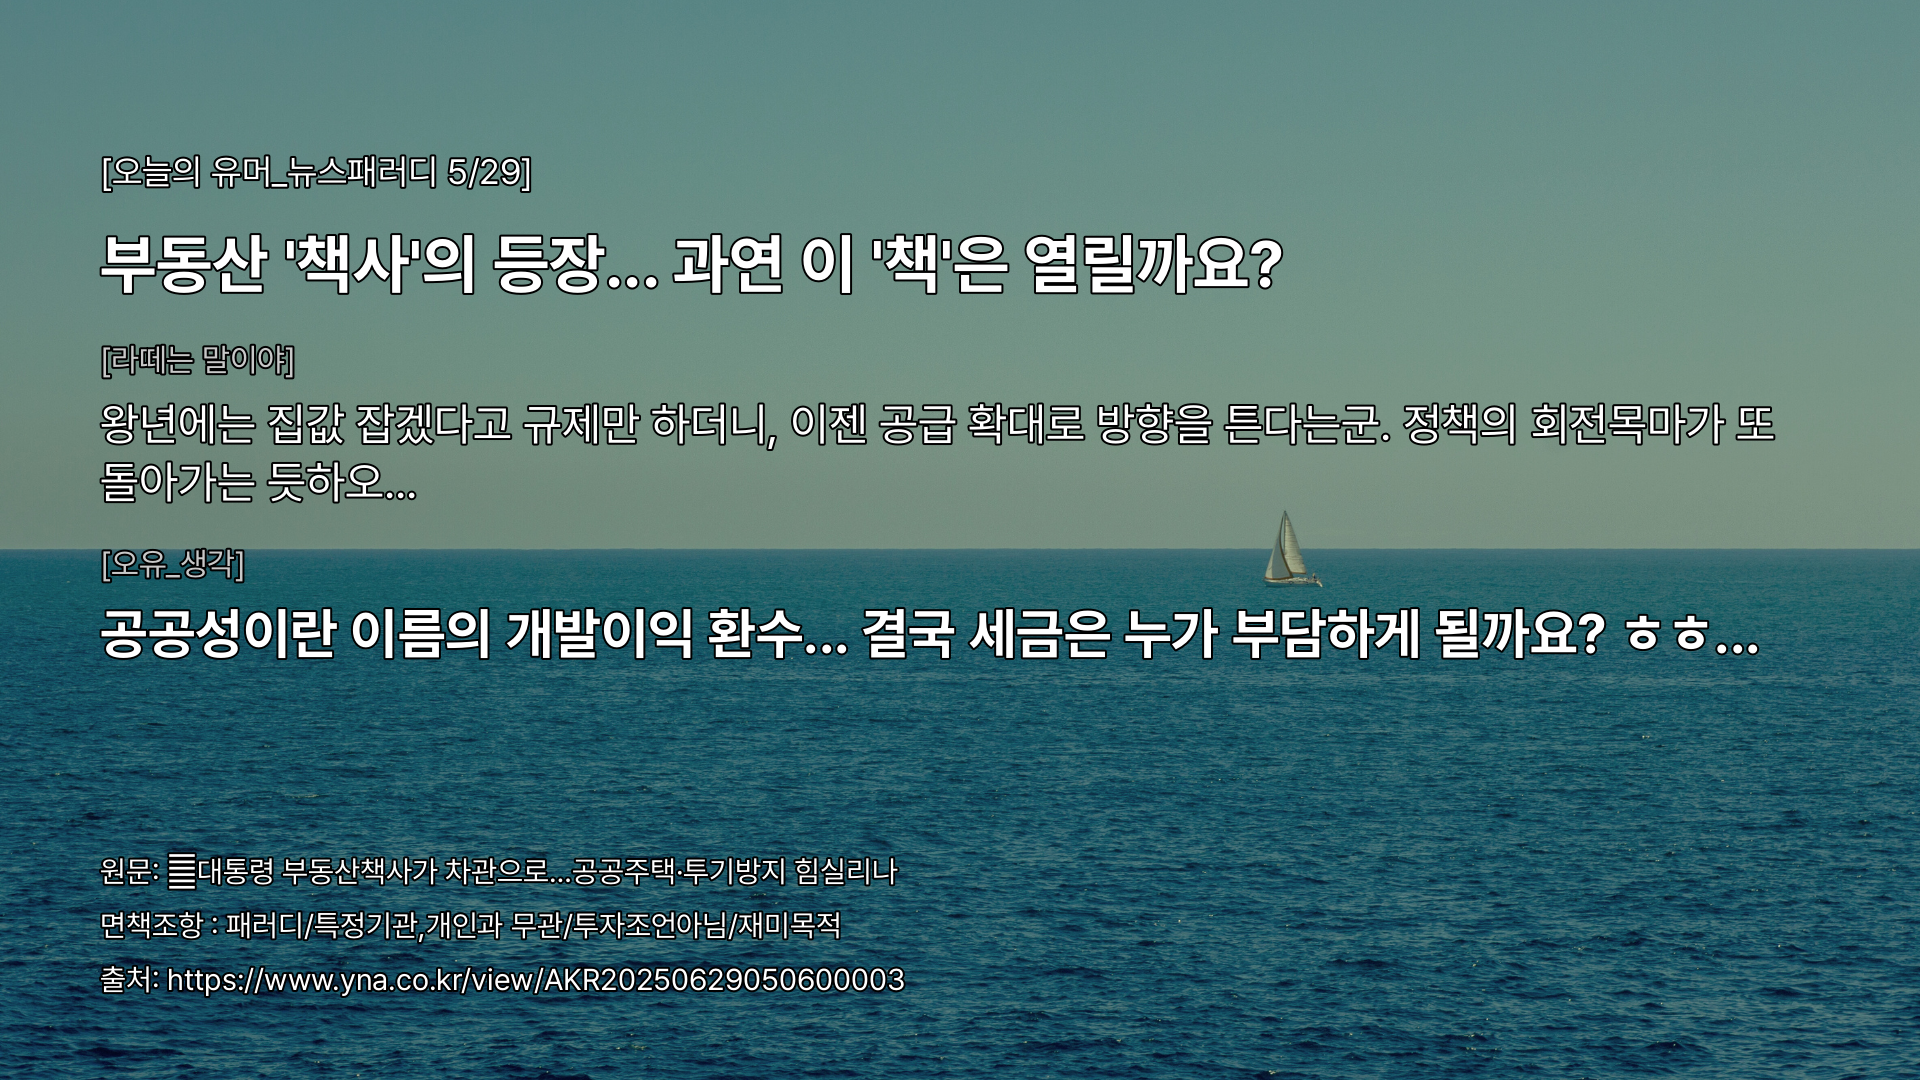 [오늘의 유머_뉴스패러디 5/29]
부동산 '책사'의 등장... 과연 이 '책'은 열릴까요?
[라떼는 말이야]
왕년에는 집값 잡겠다고 규제만 하더니, 이젠 공급 확대로 방향을 튼다는군. 정책의 회전목마가 또
돌아가는 듯하오...
[오유_생각]
공공성이란 이름의 개발이익 환수... 결국 세금은 누가 부담하게 될까요? ㅎㅎ...
원문: 대통령 부동산책사가 차관으로...공공주택·투기방지 힘실리나
면책조항 : 패러디/특정기관,개인과 무관/투자조언아님/재미목적
출처: https://www.yna.co.kr/view/AKR20250629050600003